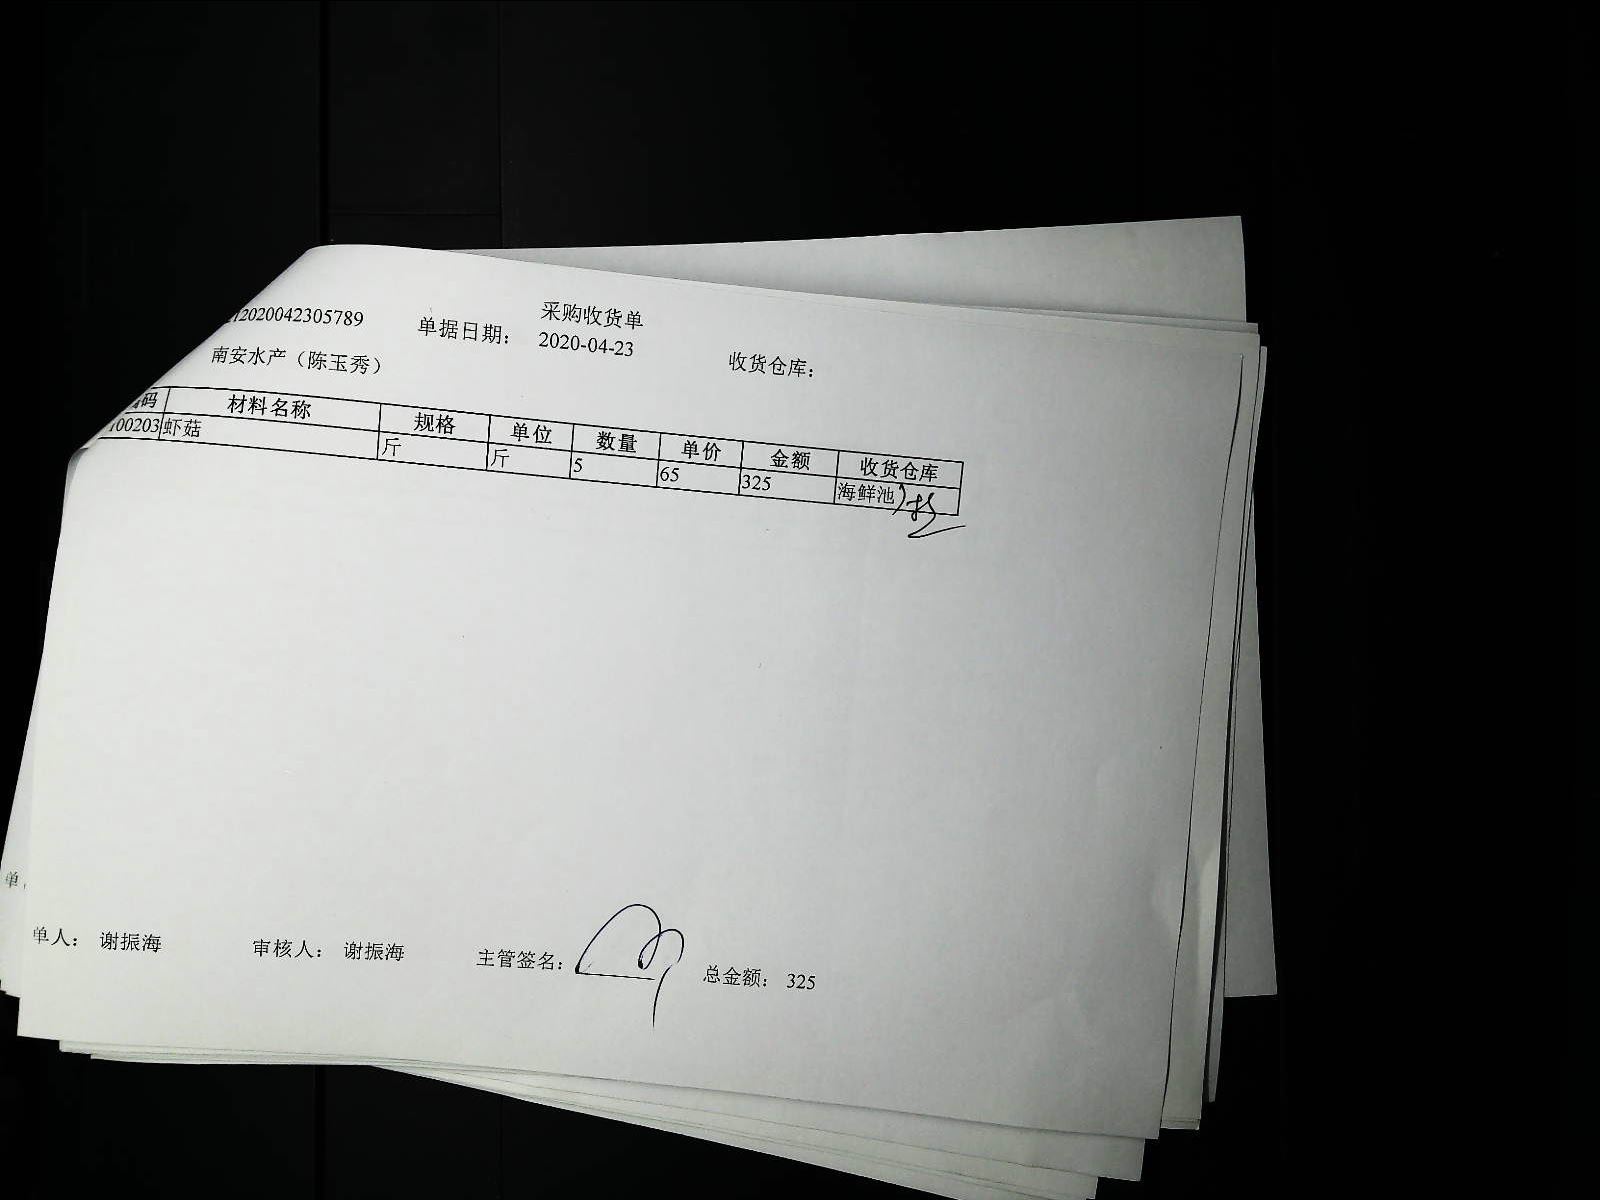 采购收货单
2020042305789 单据日期： 2020-04-23 收货仓库：
南安水产（陈玉秀）
码 材料名称 规格 单位 数量 单价 金额 收货仓库
100203 虾菇 斤 斤 5 65 325 海鲜池
单
单人： 谢振海 审核人： 谢振海 主管签名： 总金额： 325